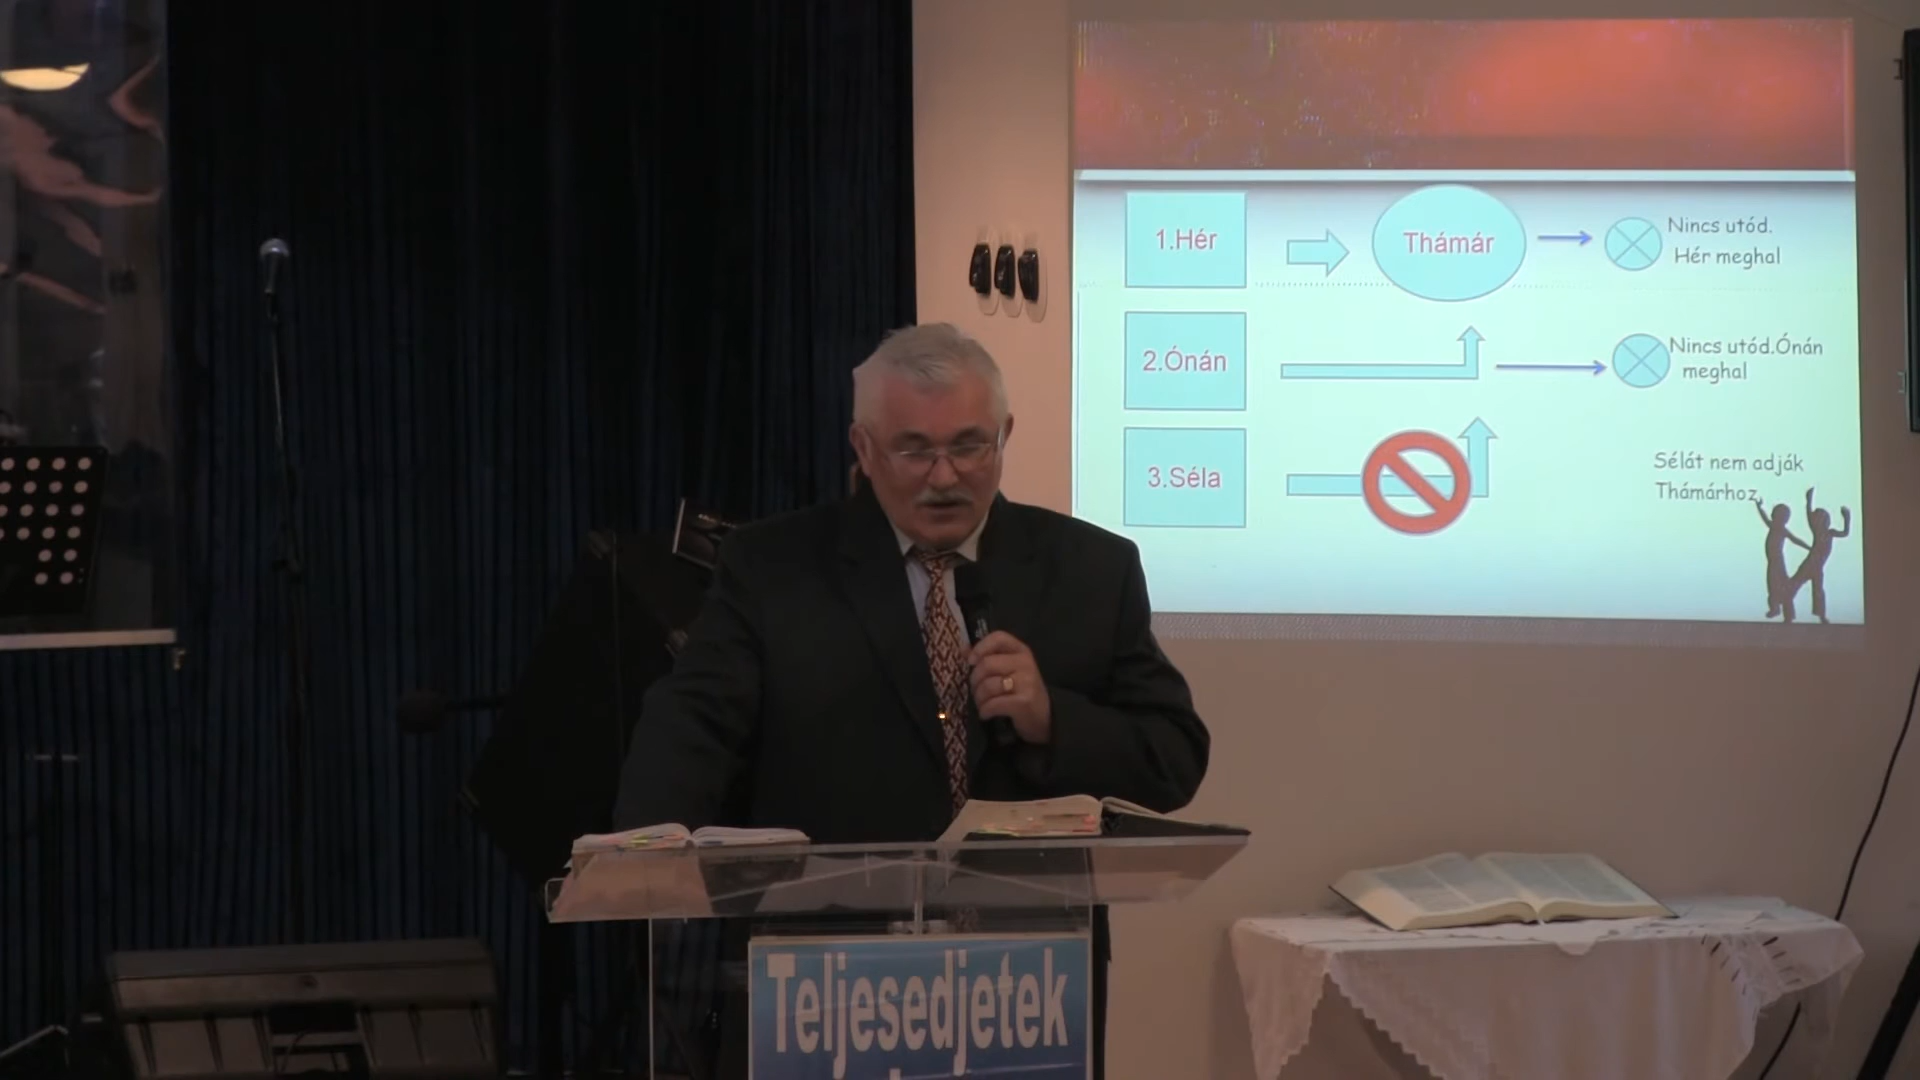 1.Hér
Thámár
Nincs utód.
Hér meghal
2.Ónán
Nincs utód.Ónán
meghal
3.Séla
Sélát nem adják
Thámárhoz
Teljesedjetek